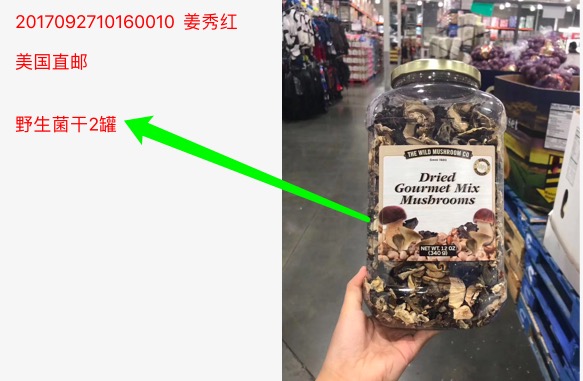 2017092710160010 姜秀红
美国直邮
野生菌干2罐
THE WILD MUSHROOM CO
Dried
Gourmet Mix
Mushrooms
NET WT. 12 OZ
(340 g)